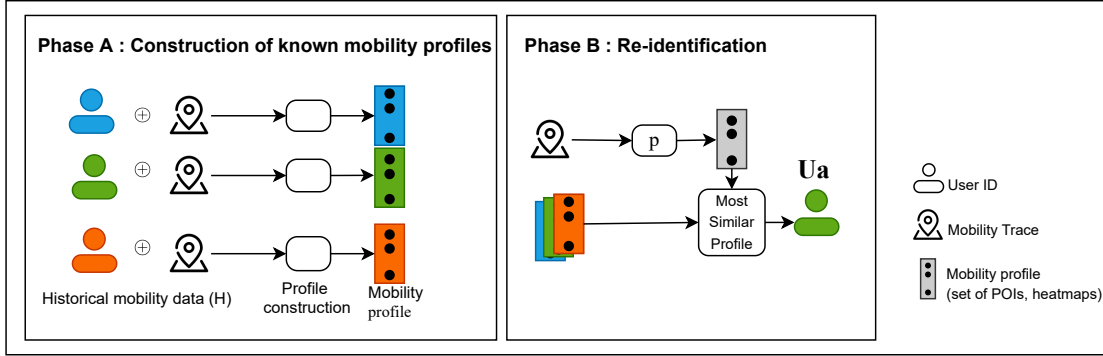 Phase A : Construction of known mobility profiles
Historical mobility data (H)
Profile
construction
Mobility
profile
Phase B : Re-identification
p
Most
Similar
Profile
Ua
User ID
Mobility Trace
Mobility profile
(set of POIs, heatmaps)